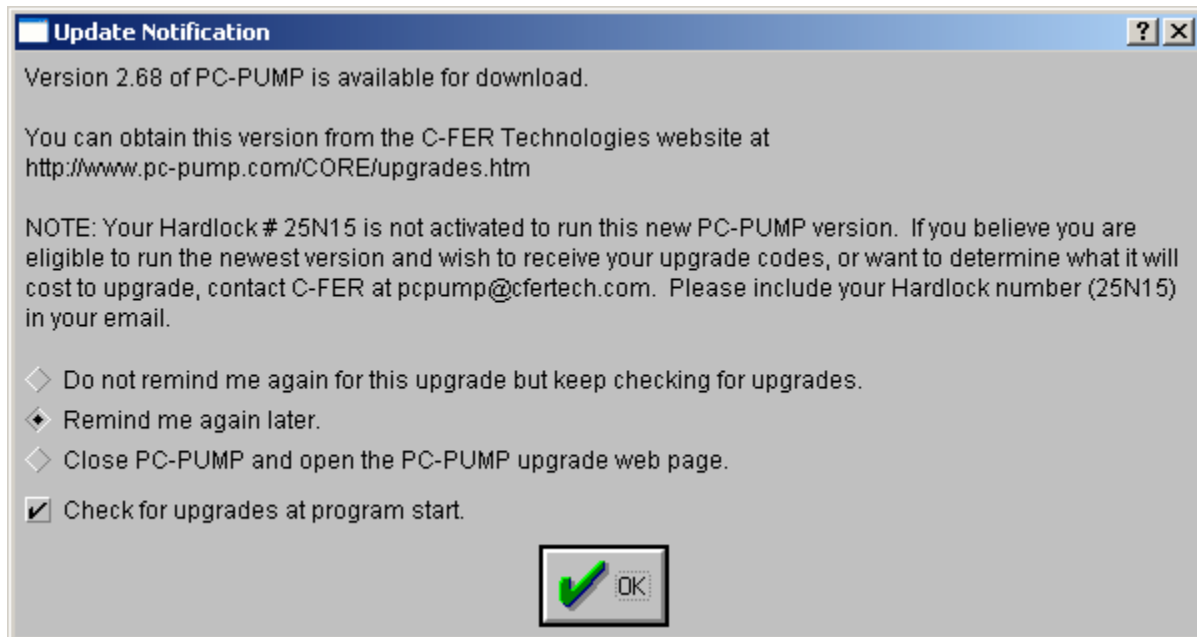 Update Notification
Version 2.68 of PC-PUMP is available for download.
You can obtain this version from the C-FER Technologies website at
http://www.pc-pump.com/CORE/upgrades.htm
NOTE: Your Hardlock # 25N15 is not activated to run this new PC-PUMP version.  If you believe you are
eligible to run the newest version and wish to receive your upgrade codes, or want to determine what it will
cost to upgrade, contact C-FER at pcpump@cfertech.com.  Please include your Hardlock number (25N15)
in your email.
Do not remind me again for this upgrade but keep checking for upgrades.
Remind me again later.
Close PC-PUMP and open the PC-PUMP upgrade web page.
Check for upgrades at program start.
OK